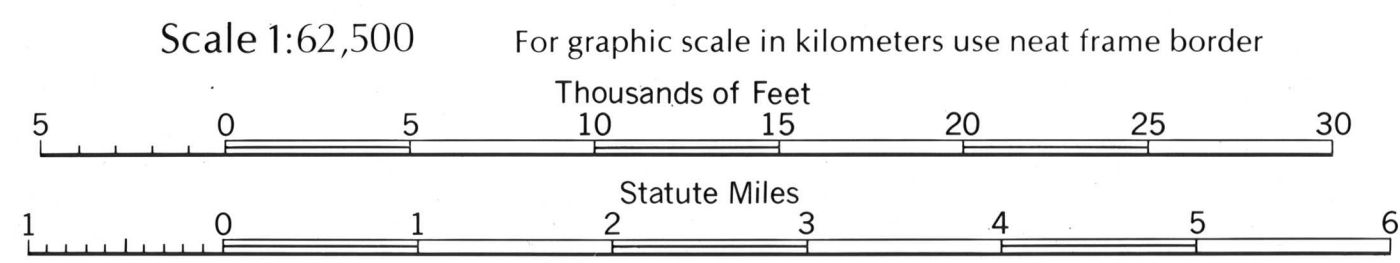 Scale 1:62,500 For graphic scale in kilometers use neat frame border
Thousands of Feet
5 0 5 10 15 20 25 30
Statute Miles
1 0 1 2 3 4 5 6